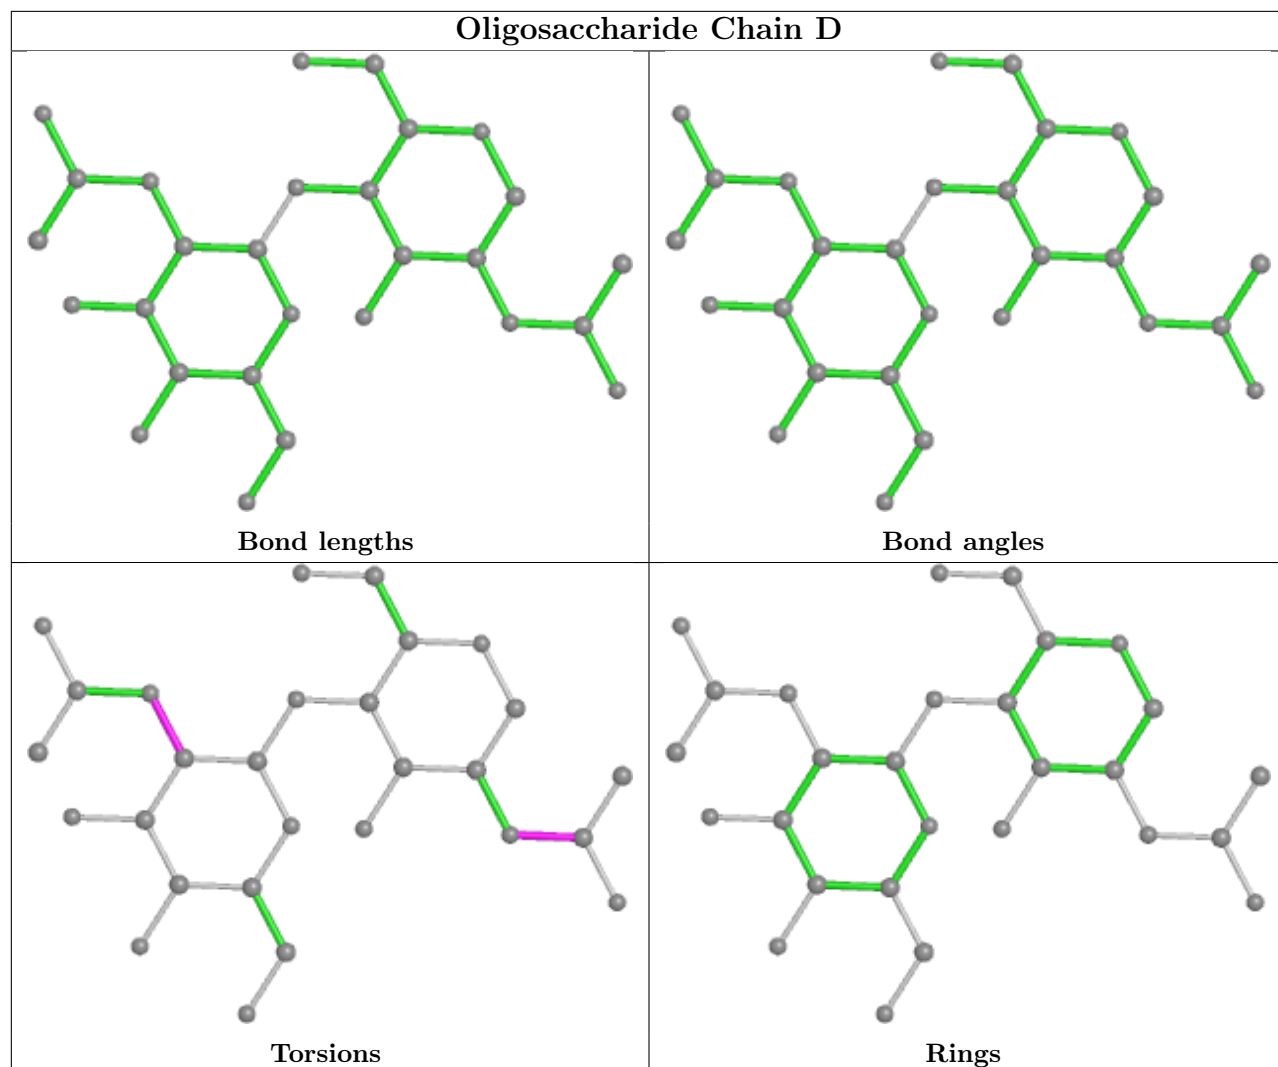 Oligosaccharide Chain D
Bond lengths
Bond angles
Torsions
Rings